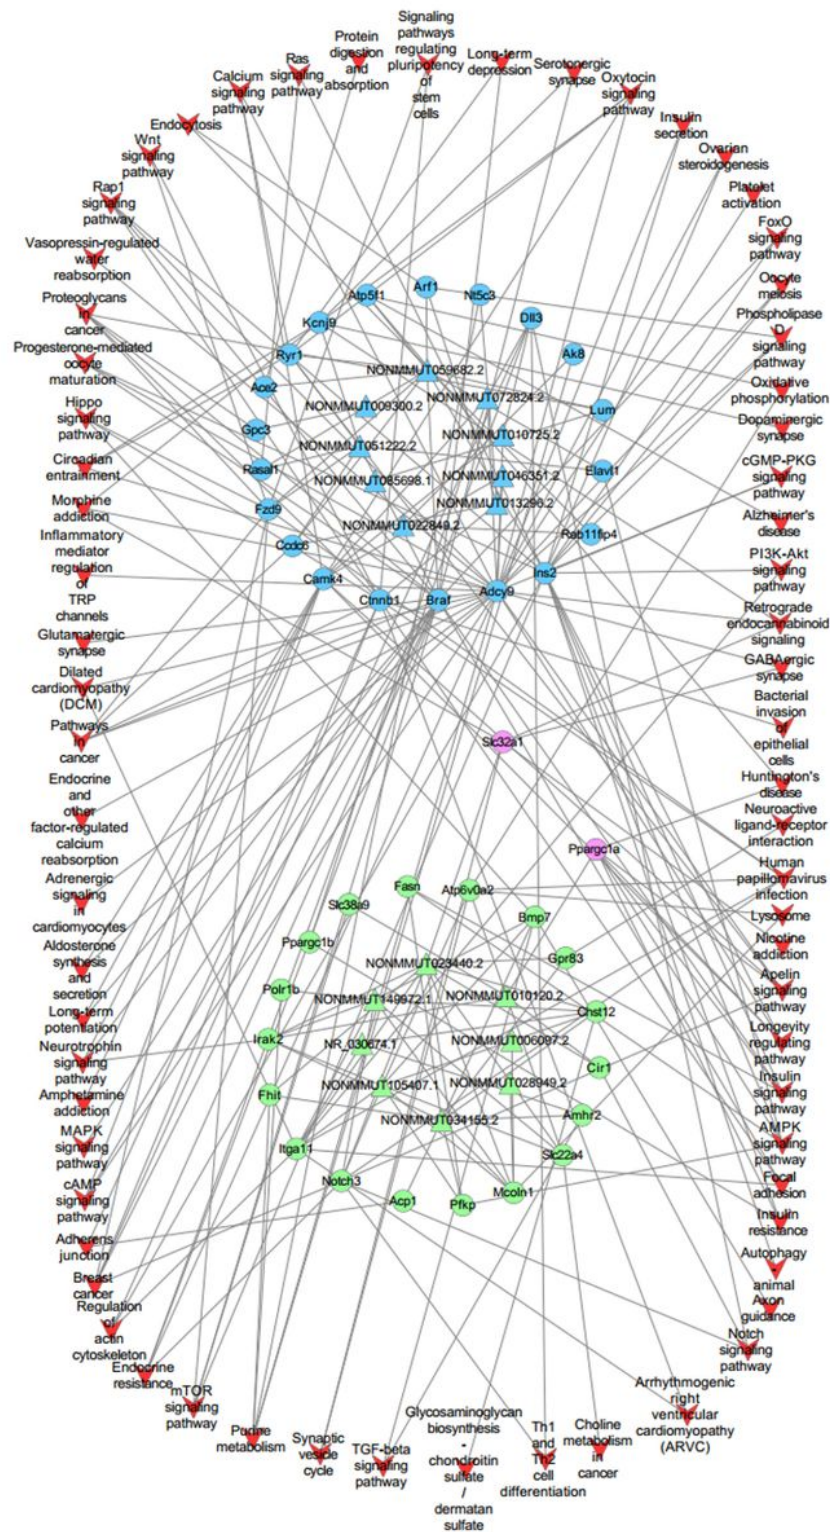 Signaling
pathways
regulating
pluripotency
of
stem
cells
Protein
digestion
and
absorption
Long-term
depression
Ras
signaling
pathway
Serotonergic
synapse
Calcium
signaling
pathway
Oxytocin
signaling
pathway
Endocytosis
Insulin
secretion
Wnt
signaling
pathway
Ovarian
steroidogenesis
Rap1
signaling
pathway
Platelet
activation
Vasopressin-regulated
water
reabsorption
FoxO
signaling
pathway
Proteoglycans
in
cancer
Oocyte
meiosis
Progesterone-mediated
oocyte
maturation
Phospholipase
D
signaling
pathway
Hippo
signaling
pathway
Oxidative
phosphorylation
Circadian
entrainment
Dopaminergic
synapse
Morphine
addiction
cGMP-PKG
signaling
pathway
Inflammatory
mediator
regulation
of
TRP
channels
Alzheimer's
disease
Glutamatergic
synapse
PI3K-Akt
signaling
pathway
Dilated
cardiomyopathy
(DCM)
Retrograde
endocannabinoid
signaling
Pathways
in
cancer
GABAergic
synapse
Endocrine
and
other
factor-regulated
calcium
reabsorption
Bacterial
invasion
of
epithelial
cells
Adrenergic
signaling
in
cardiomyocytes
Huntington's
disease
Aldosterone
synthesis
and
secretion
Neuroactive
ligand-receptor
interaction
Long-term
potentiation
Human
papillomavirus
infection
Neurotrophin
signaling
pathway
Lysosome
Amphetamine
addiction
Nicotine
addiction
MAPK
signaling
pathway
Apelin
signaling
pathway
cAMP
signaling
pathway
Longevity
regulating
pathway
Adherens
junction
Insulin
signaling
pathway
Breast
cancer
AMPK
signaling
pathway
Regulation
of
actin
cytoskeleton
Focal
adhesion
Endocrine
resistance
Insulin
resistance
mTOR
signaling
pathway
Autophagy
-
animal
Purine
metabolism
Axon
guidance
Synaptic
vesicle
cycle
Notch
signaling
pathway
TGF-beta
signaling
pathway
Arrhythmogenic
right
ventricular
cardiomyopathy
(ARVC)
Glycosaminoglycan
biosynthesis
-
chondroitin
sulfate
/
dermatan
sulfate
Th1
and
Th2
cell
differentiation
Choline
metabolism
in
cancer
Arf1
Atp5f1
Nt5c3
Kcnj9
Dll3
Ryr1
Ak8
NONMMUT059682.2
Ace2
NONMMUT072824.2
NONMMUT009300.2
Lum
Gpc3
NONMMUT010725.2
NONMMUT051222.2
Rasal1
Elavl1
NONMMUT085698.1
NONMMUT046351.2
NONMMUT013296.2
Fzd9
NONMMUT022849.2
Rab11fip4
Ccdc6
Camk4
Ins2
Ctnnb1
Braf
Adcy9
Slc32a1
Ppargc1a
Fasn
Atp6v0a2
Slc38a9
Bmp7
Ppargc1b
Gpr83
NONMMUT023440.2
Polr1b
NONMMUT149972.1
NONMMUT010120.2
Chst12
Irak2
NR_030674.1
NONMMUT006097.2
Cir1
NONMMUT105407.1
NONMMUT028949.2
Fhit
Amhr2
NONMMUT034155.2
Itga11
Slc22a4
Notch3
Mcoln1
Acp1
Pfkp